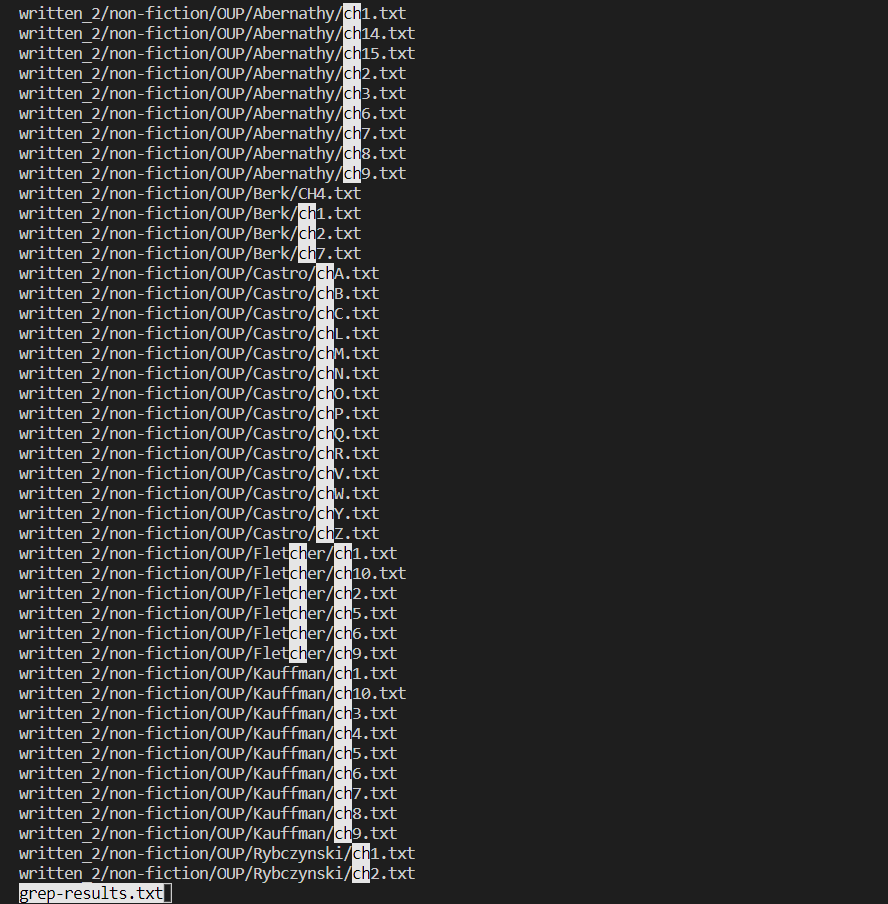 written_2/non-fiction/OUP/Abernathy/ch1.txt
written_2/non-fiction/OUP/Abernathy/ch14.txt
written_2/non-fiction/OUP/Abernathy/ch15.txt
written_2/non-fiction/OUP/Abernathy/ch2.txt
written_2/non-fiction/OUP/Abernathy/ch3.txt
written_2/non-fiction/OUP/Abernathy/ch6.txt
written_2/non-fiction/OUP/Abernathy/ch7.txt
written_2/non-fiction/OUP/Abernathy/ch8.txt
written_2/non-fiction/OUP/Abernathy/ch9.txt
written_2/non-fiction/OUP/Berk/CH4.txt
written_2/non-fiction/OUP/Berk/ch1.txt
written_2/non-fiction/OUP/Berk/ch2.txt
written_2/non-fiction/OUP/Berk/ch7.txt
written_2/non-fiction/OUP/Castro/chA.txt
written_2/non-fiction/OUP/Castro/chB.txt
written_2/non-fiction/OUP/Castro/chC.txt
written_2/non-fiction/OUP/Castro/chL.txt
written_2/non-fiction/OUP/Castro/chM.txt
written_2/non-fiction/OUP/Castro/chN.txt
written_2/non-fiction/OUP/Castro/chO.txt
written_2/non-fiction/OUP/Castro/chP.txt
written_2/non-fiction/OUP/Castro/chQ.txt
written_2/non-fiction/OUP/Castro/chR.txt
written_2/non-fiction/OUP/Castro/chV.txt
written_2/non-fiction/OUP/Castro/chW.txt
written_2/non-fiction/OUP/Castro/chY.txt
written_2/non-fiction/OUP/Castro/chZ.txt
written_2/non-fiction/OUP/Fletcher/ch1.txt
written_2/non-fiction/OUP/Fletcher/ch10.txt
written_2/non-fiction/OUP/Fletcher/ch2.txt
written_2/non-fiction/OUP/Fletcher/ch5.txt
written_2/non-fiction/OUP/Fletcher/ch6.txt
written_2/non-fiction/OUP/Fletcher/ch9.txt
written_2/non-fiction/OUP/Kauffman/ch1.txt
written_2/non-fiction/OUP/Kauffman/ch10.txt
written_2/non-fiction/OUP/Kauffman/ch3.txt
written_2/non-fiction/OUP/Kauffman/ch4.txt
written_2/non-fiction/OUP/Kauffman/ch5.txt
written_2/non-fiction/OUP/Kauffman/ch6.txt
written_2/non-fiction/OUP/Kauffman/ch7.txt
written_2/non-fiction/OUP/Kauffman/ch8.txt
written_2/non-fiction/OUP/Kauffman/ch9.txt
written_2/non-fiction/OUP/Rybczynski/ch1.txt
written_2/non-fiction/OUP/Rybczynski/ch2.txt
grep-results.txt